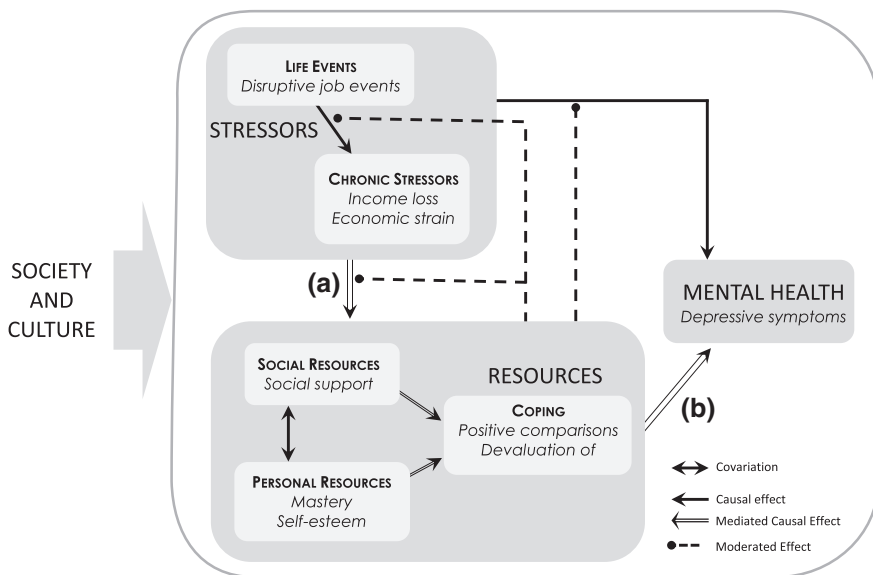 LIFE EVENTS
Disruptive job events
STRESSORS
CHRONIC STRESSORS
Income loss
Economic strain
SOCIETY
AND
CULTURE
(a)
MENTAL HEALTH
Depressive symptoms
SOCIAL RESOURCES
Social support
RESOURCES
COPING
Positive comparisons
Devaluation of
(b)
PERSONAL RESOURCES
Mastery
Self-esteem
Covariation
Causal effect
Mediated Causal Effect
Moderated Effect